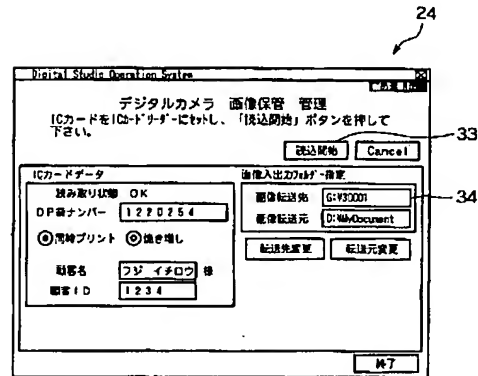 24
Digital Studio Operation System
デジタルカメラ 画像保管 管理
ICカードをICカードリーダーにセットし、「読込開始」ボタンを押して
下さい。
33
読込開始 Cancel
ICカードデータ
画像入出力フォルダー指定
読み取り状態 OK
画像転送先 G:¥30001
34
DP袋ナンバー 1220254
画像転送元 D:¥MyDocument
同時プリント 焼き増し
転送先変更 転送元変更
顧客名 フジ イチロウ 様
顧客ID 1234
終了